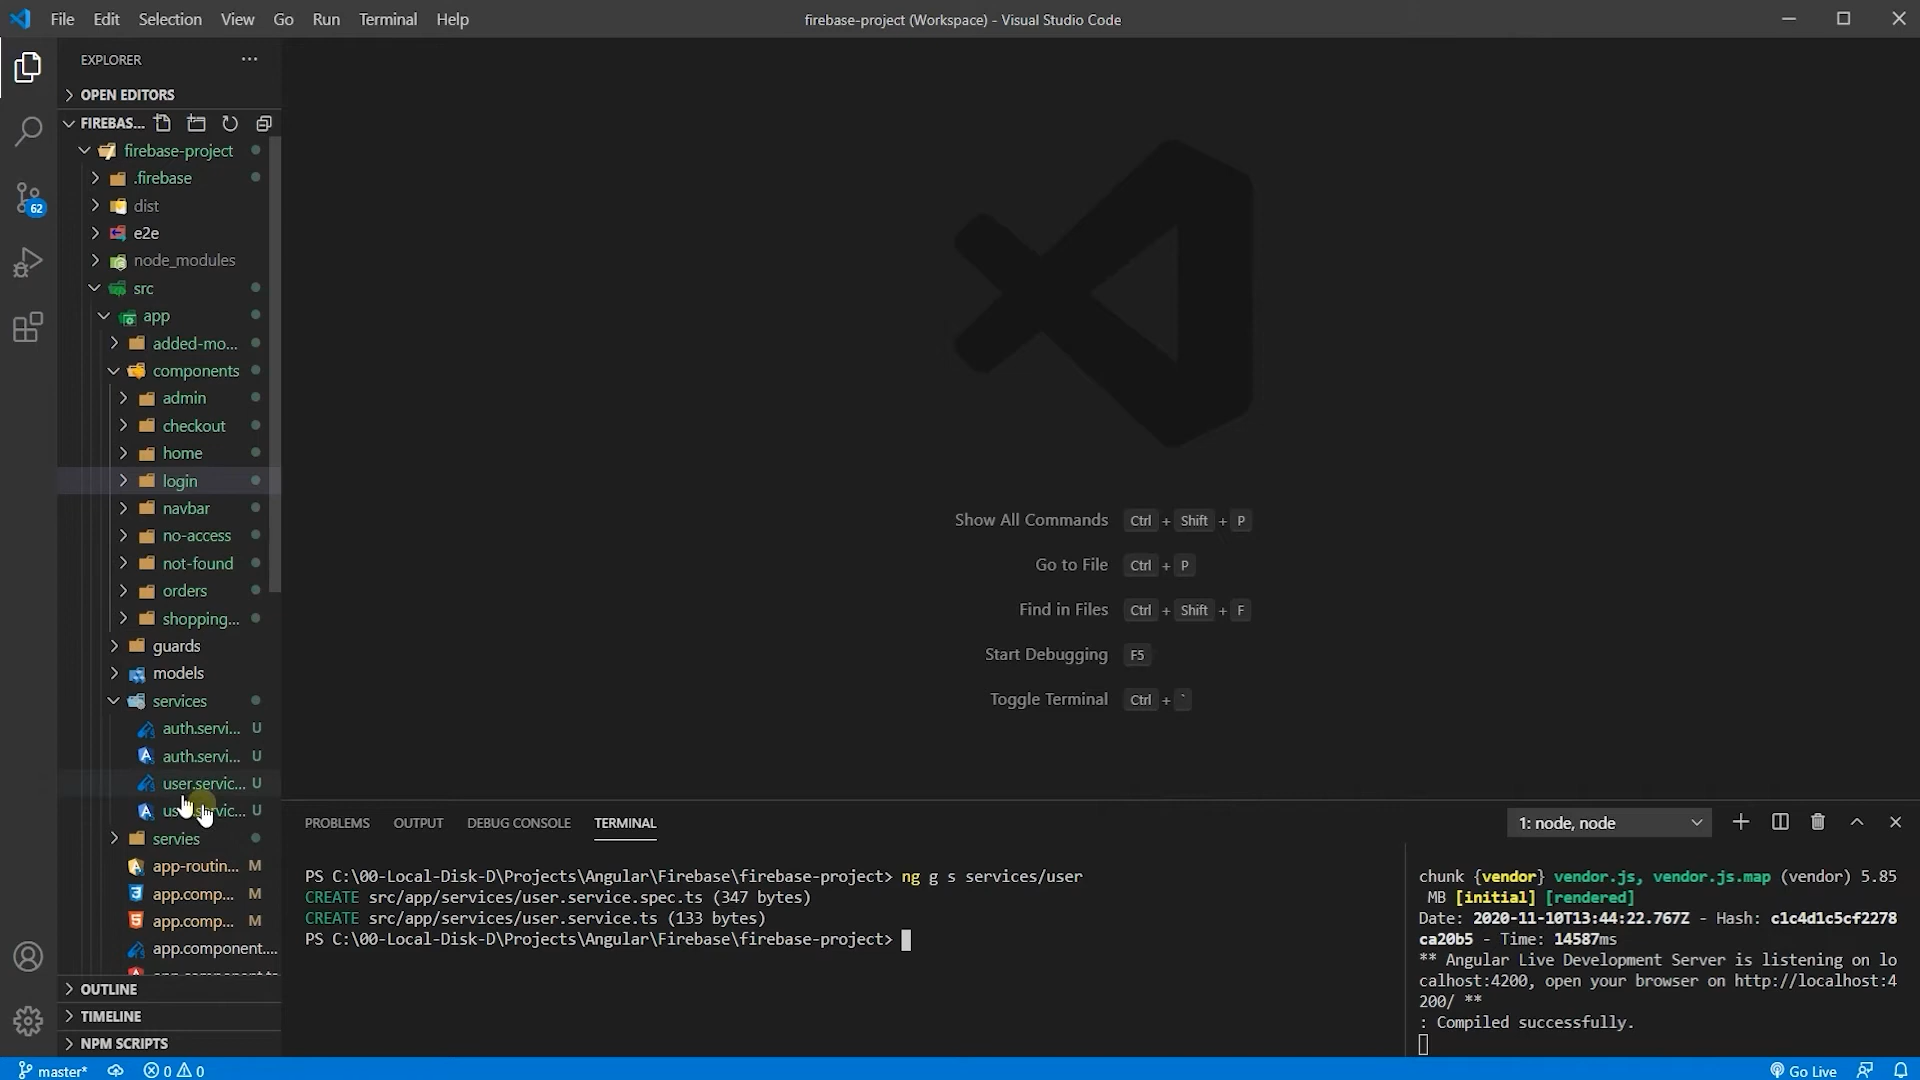 File Edit Selection View Go Run Terminal Help
firebase-project (Workspace) - Visual Studio Code
EXPLORER
OPEN EDITORS
FIREBAS...
firebase-project
.firebase
dist
e2e
node_modules
src
app
added-mo...
components
admin
checkout
home
login
navbar
no-access
not-found
orders
shopping...
guards
models
services
auth.servi... U
auth.servi... U
user.servic... U
U
servies
app-routin... M
app.comp... M
app.comp... M
app.component....
OUTLINE
TIMELINE
NPM SCRIPTS
62
Show All Commands Ctrl + Shift + P
Go to File Ctrl + P
Find in Files Ctrl + Shift + F
Start Debugging F5
Toggle Terminal Ctrl + `
PROBLEMS OUTPUT DEBUG CONSOLE TERMINAL
1: node, node
PS C:\00-Local-Disk-D\Projects\Angular\Firebase\firebase-project> ng g s services/user
CREATE src/app/services/user.service.spec.ts (347 bytes)
CREATE src/app/services/user.service.ts (133 bytes)
PS C:\00-Local-Disk-D\Projects\Angular\Firebase\firebase-project>
chunk {vendor} vendor.js, vendor.js.map (vendor) 5.85
MB [initial] [rendered]
Date: 2020-11-10T13:44:22.767Z - Hash: c1c4d1c5cf2278
ca20b5 - Time: 14587ms
** Angular Live Development Server is listening on lo
calhost:4200, open your browser on http://localhost:4
200/ **
: Compiled successfully.
master* 0 0 Go Live